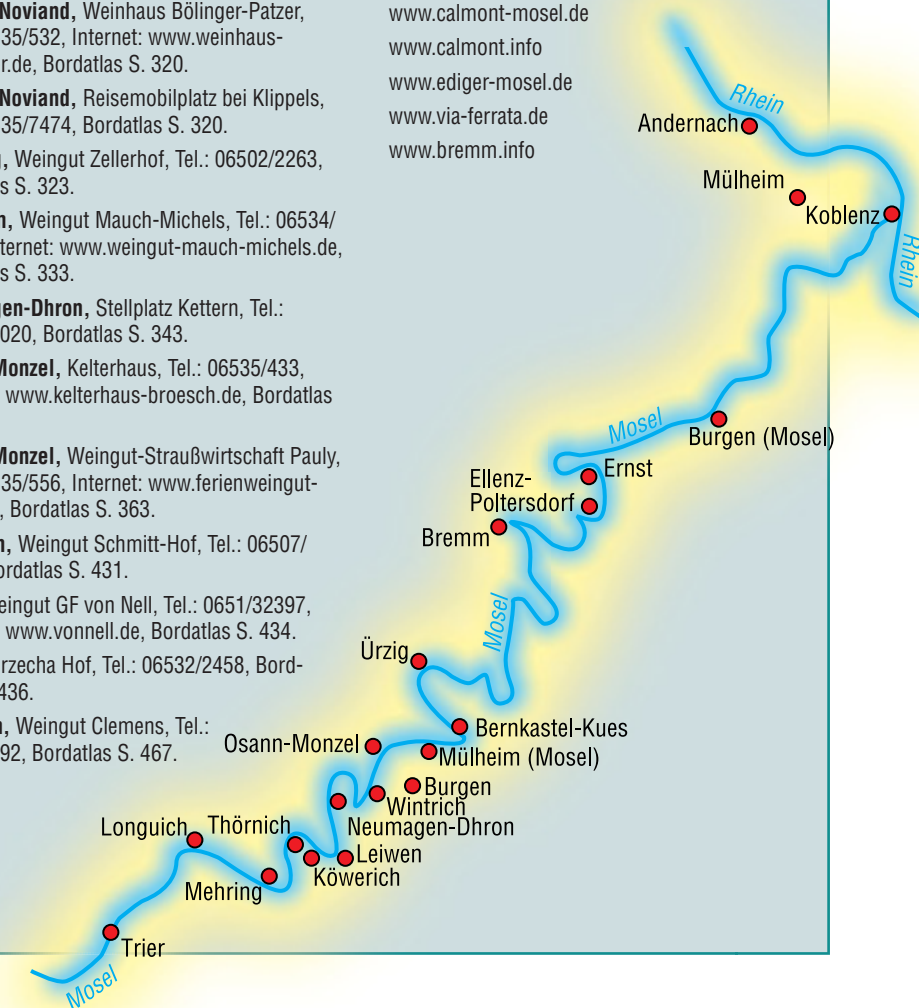 Noviand, Weinhaus Bölinger-Patzer,
35/532, Internet: www.weinhaus-
r.de, Bordatlas S. 320.
Noviand, Reisemobilplatz bei Klippels,
35/7474, Bordatlas S. 320.
, Weingut Zellerhof, Tel.: 06502/2263,
s S. 323.
n, Weingut Mauch-Michels, Tel.: 06534/
ternet: www.weingut-mauch-michels.de,
s S. 333.
gen-Dhron, Stellplatz Kettern, Tel.:
020, Bordatlas S. 343.
Monzel, Kelterhaus, Tel.: 06535/433,
www.kelterhaus-broesch.de, Bordatlas
Monzel, Weingut-Straußwirtschaft Pauly,
35/556, Internet: www.ferienweingut-
, Bordatlas S. 363.
n, Weingut Schmitt-Hof, Tel.: 06507/
ordatlas S. 431.
eingut GF von Nell, Tel.: 0651/32397,
www.vonnell.de, Bordatlas S. 434.
rzecha Hof, Tel.: 06532/2458, Bord-
436.
, Weingut Clemens, Tel.:
92, Bordatlas S. 467.
www.calmont-mosel.de
www.calmont.info
www.ediger-mosel.de
www.via-ferrata.de
www.bremm.info
Rhein
Andernach
Mülheim
Koblenz
Rhein
Mosel
Burgen (Mosel)
Ernst
Ellenz-
Poltersdorf
Bremm
Mosel
Ürzig
Bernkastel-Kues
Osann-Monzel
Mülheim (Mosel)
Burgen
Wintrich
Neumagen-Dhron
Longuich
Thörnich
Leiwen
Köwerich
Mehring
Trier
Mosel